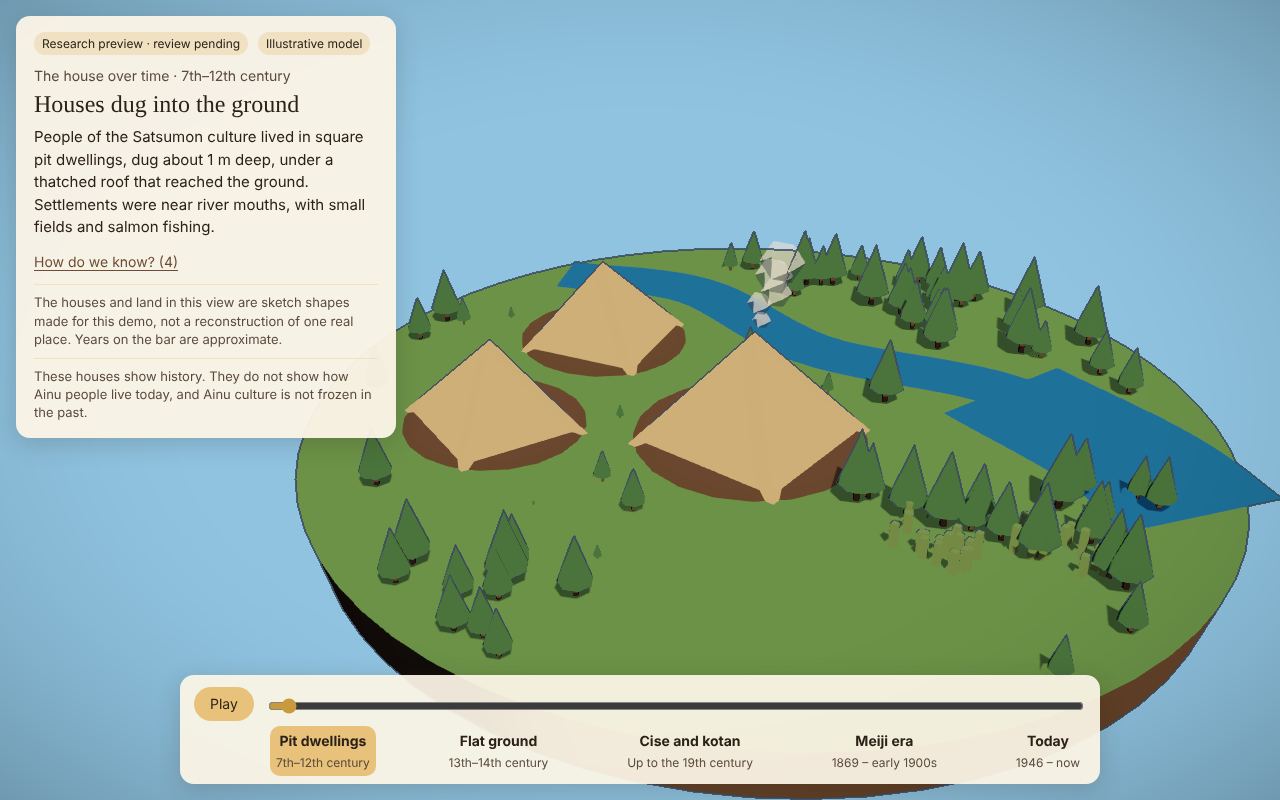 Research preview · review pending
Illustrative model
The house over time · 7th–12th century
Houses dug into the ground
People of the Satsumon culture lived in square
pit dwellings, dug about 1 m deep, under a
thatched roof that reached the ground.
Settlements were near river mouths, with small
fields and salmon fishing.
How do we know? (4)
The houses and land in this view are sketch shapes
made for this demo, not a reconstruction of one real
place. Years on the bar are approximate.
These houses show history. They do not show how
Ainu people live today, and Ainu culture is not frozen in
the past.
Play
Pit dwellings
7th–12th century
Flat ground
13th–14th century
Cise and kotan
Up to the 19th century
Meiji era
1869 – early 1900s
Today
1946 – now